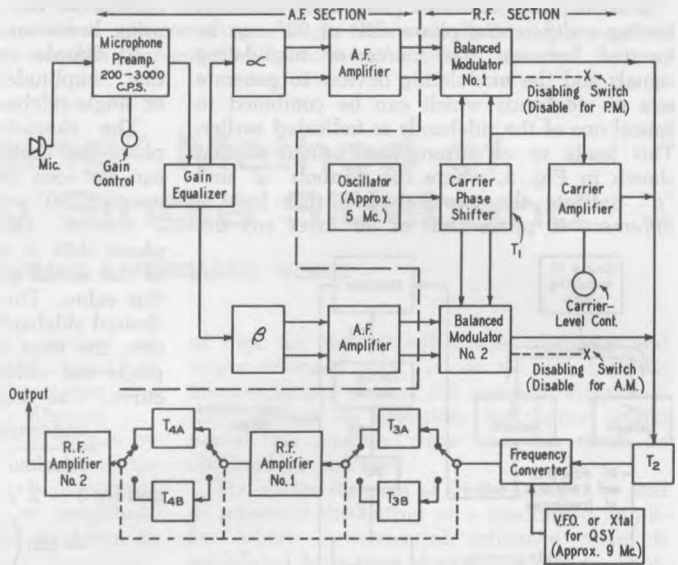 A.F. SECTION
R.F. SECTION
Microphone
Preamp.
200-3000
C.P.S.
∝
A.F.
Amplifier
Balanced
Modulator
No.1
Disabling Switch
(Disable for P.M.)
Mic.
Gain
Control
Gain
Equalizer
Oscillator
(Approx.
5 Mc.)
Carrier
Phase
Shifter
T1
Carrier
Amplifier
Carrier-
Level Cont.
β
A.F.
Amplifier
Balanced
Modulator
No. 2
Disabling
Switch
(Disable for A.M.)
Output
R.F.
Amplifier
No.2
T4A
T4B
R.F.
Amplifier
No.1
T3A
T3B
Frequency
Converter
T2
V.F.O. or Xtal
for QSY
(Approx. 9 Mc.)